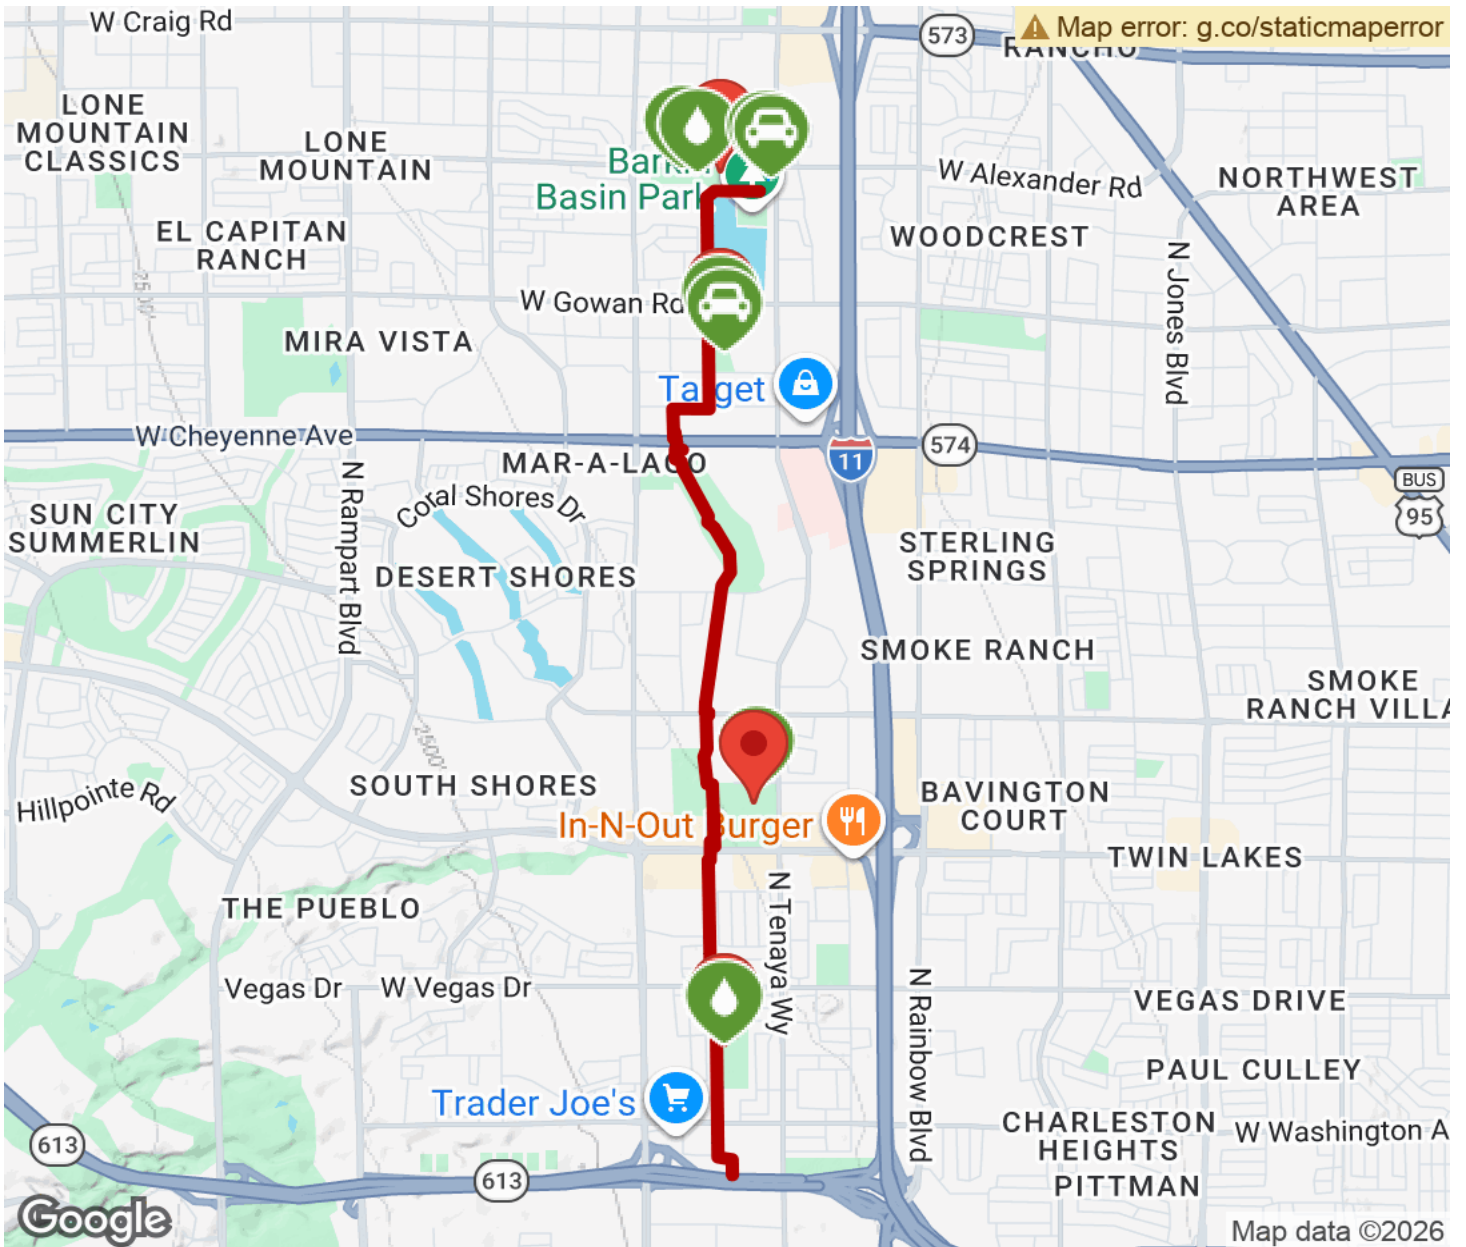 W Craig Rd
573
Map error: g.co/staticmaperror
RANCHO
LONE
MOUNTAIN
CLASSICS
LONE
MOUNTAIN
Basin Park
W Alexander Rd
NORTHWEST
AREA
EL CAPITAN
RANCH
WOODCREST
N Jones Blvd
2500'
W Gowan Rd
MIRA VISTA
Target
W Cheyenne Ave
574
11
MAR-A-LAGO
BUS
95
N Rampart Blvd
Coral Shores Dr
SUN CITY
SUMMERLIN
STERLING
SPRINGS
DESERT SHORES
SMOKE RANCH
SMOKE
RANCH VILLA
2500'
SOUTH SHORES
Hillpointe Rd
BAVINGTON
COURT
In-N-Out Burger
TWIN LAKES
THE PUEBLO
N Tenaya Wy
Vegas Dr
W Vegas Dr
N Rainbow Blvd
VEGAS DRIVE
PAUL CULLEY
Trader Joe's
CHARLESTON
HEIGHTS
W Washington A
613
613
PITTMAN
Google
Map data ©2026